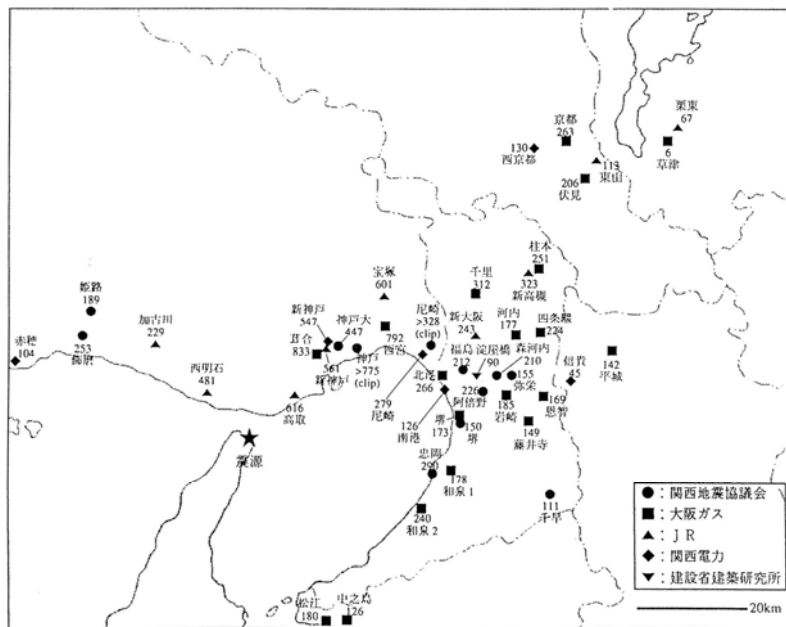 栗東
67
京都
263
130
西京都
6
草津
113
東山
206
伏見
柱本
251
千里
312
323
新高槻
宝塚
601
姫路
189
加古川
229
253
赤穂
104
西明石
481
新神戸
547
神戸大
447
葺合
833
561
新神戸
神戸
>775
(clip)
792
西宮
尼崎
>328
(clip)
新大阪
243
河内
177
四条畷
224
福島
212
淀屋橋
90
森河内
210
155
弥栄
信貴
45
142
平城
北港
266
279
尼崎
226
阿倍野
185
岩崎
169
恩智
616
高取
126
南港
堺
173
150
堺
149
藤井寺
震源
忠岡
290
178
和泉 1
240
和泉 2
111
千早
松江
180
中之島
126
● : 関西地震協議会
■ : 大阪ガス
▲ : J R
◆ : 関西電力
▼ : 建設省建築研究所
20km